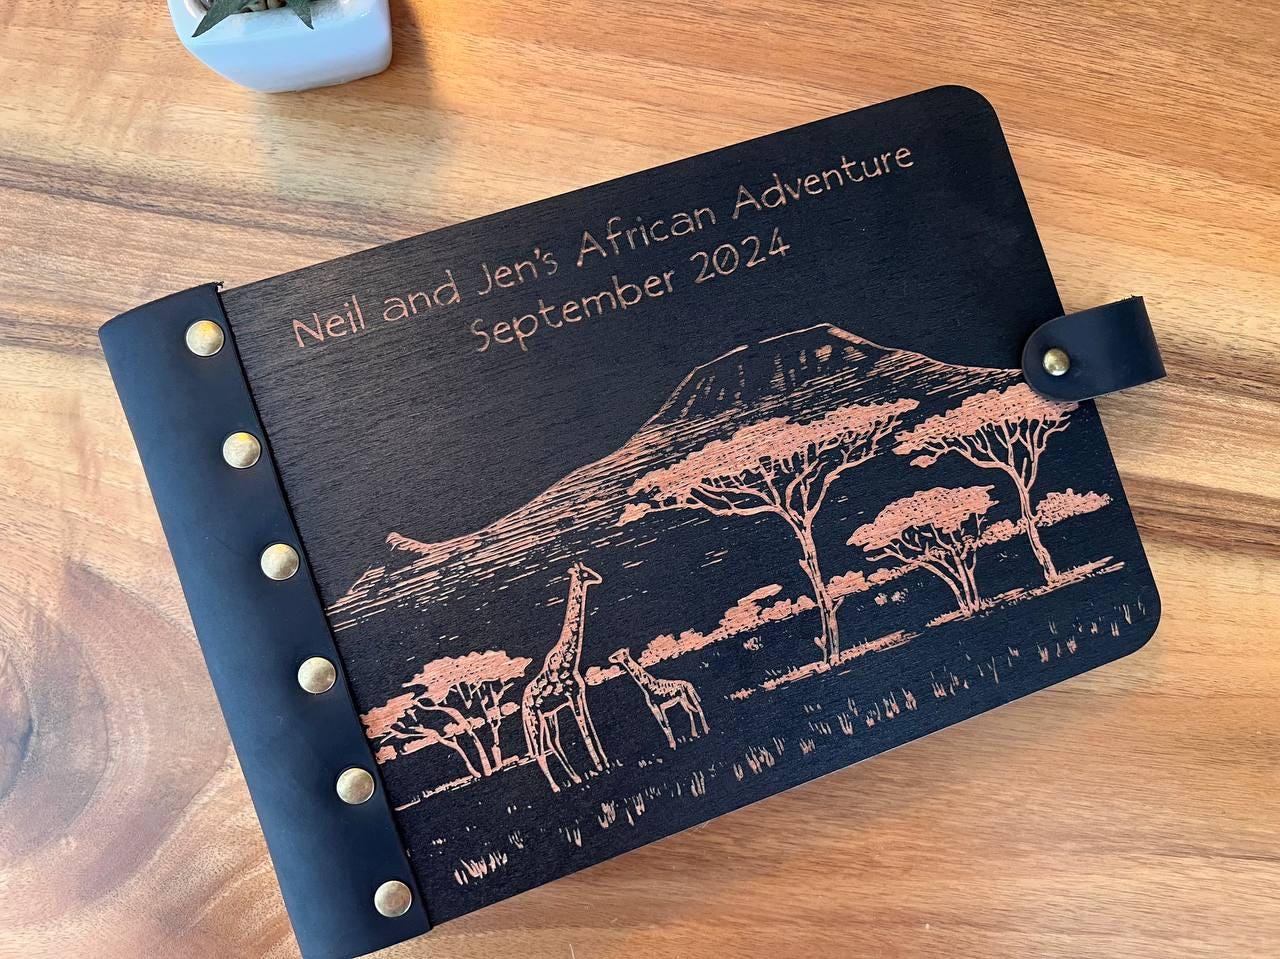 Neil and Jen's African Adventure
September 2024